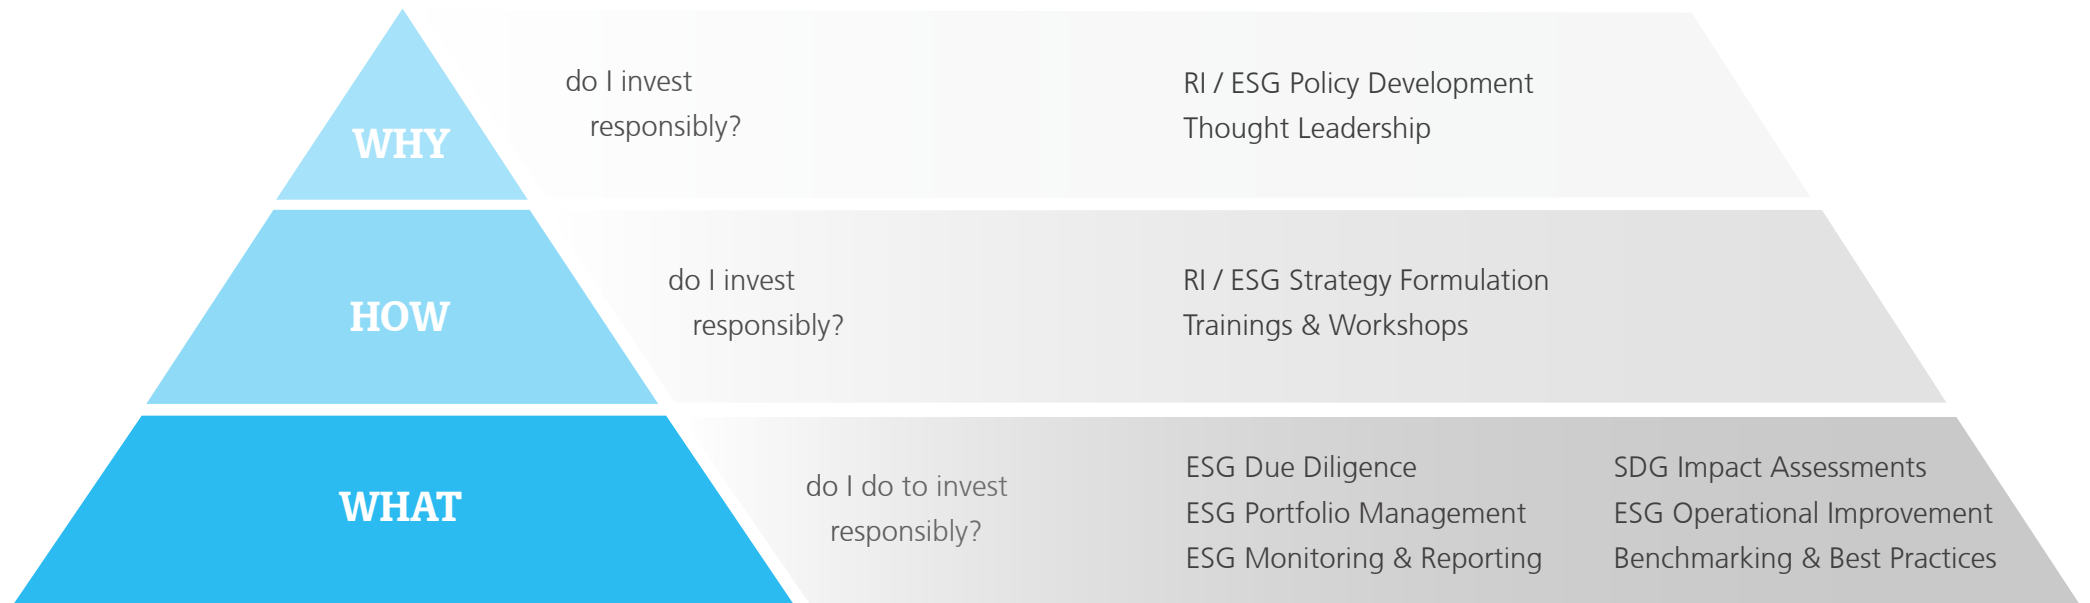 WHY
do I invest
responsibly?
RI / ESG Policy Development
Thought Leadership
HOW
do I invest
responsibly?
RI / ESG Strategy Formulation
Trainings & Workshops
WHAT
do I do to invest
responsibly?
ESG Due Diligence
ESG Portfolio Management
ESG Monitoring & Reporting
SDG Impact Assessments
ESG Operational Improvement
Benchmarking & Best Practices